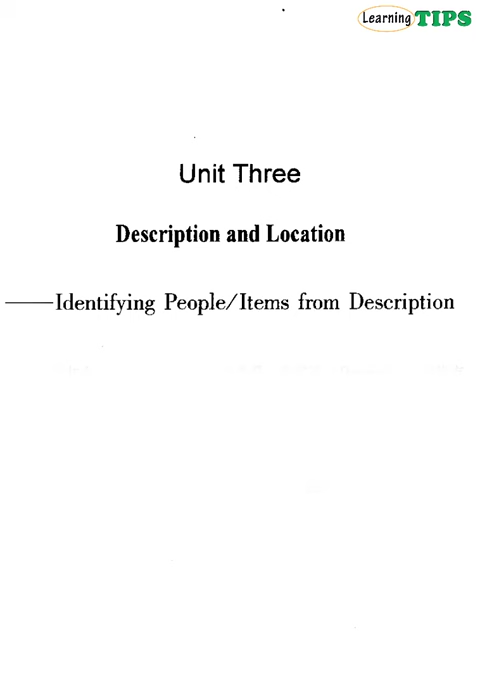 Learning TIPS
Unit Three
Description and Location
——Identifying People/Items from Description